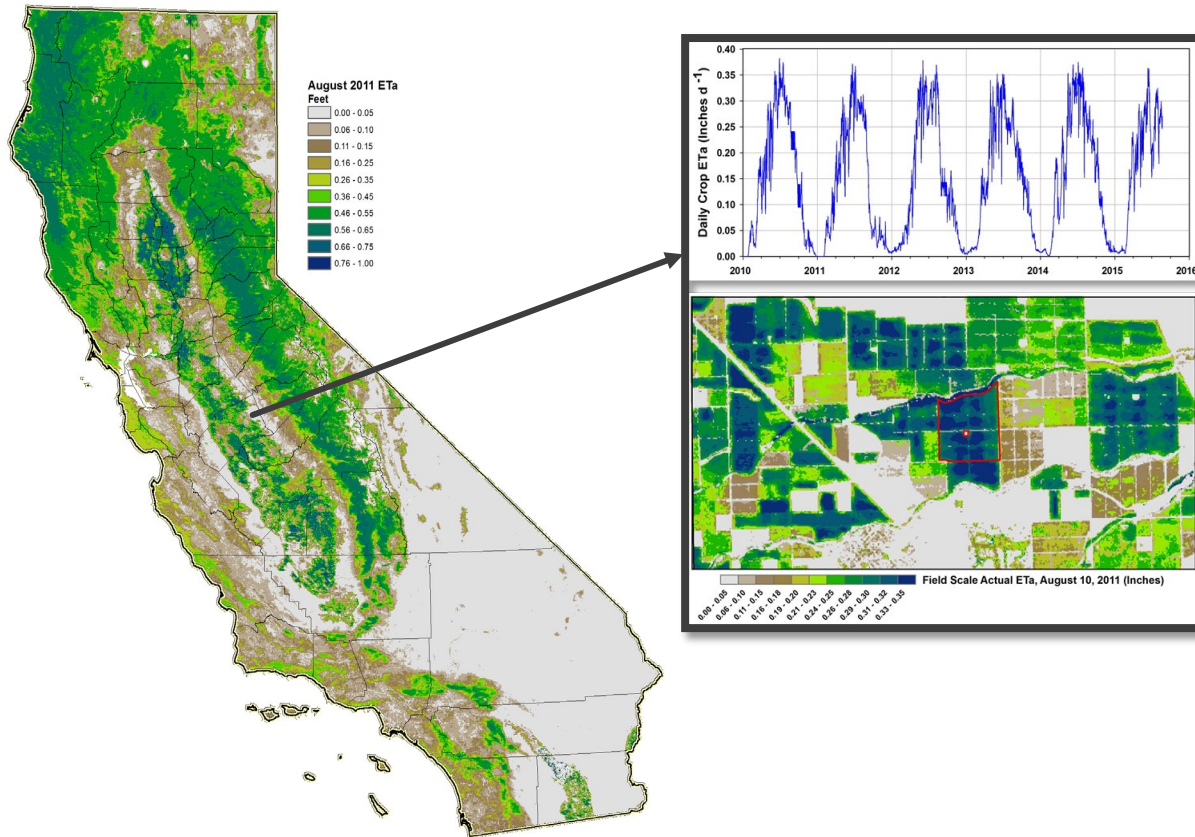 August 2011 ETa
Feet
0.00 - 0.05
0.06 - 0.10
0.11 - 0.15
0.16 - 0.25
0.26 - 0.35
0.36 - 0.45
0.46 - 0.55
0.56 - 0.65
0.66 - 0.75
0.76 - 1.00
Daily Crop ETa (Inches d -1)
0.40
0.35
0.30
0.25
0.20
0.15
0.10
0.05
0.00
2010 2011 2012 2013 2014 2015 2016
Field Scale Actual ETa, August 10, 2011 (Inches)
0.00 - 0.05
0.06 - 0.10
0.11 - 0.15
0.16 - 0.18
0.19 - 0.20
0.21 - 0.23
0.24 - 0.25
0.26 - 0.28
0.29 - 0.30
0.31 - 0.32
0.33 - 0.35